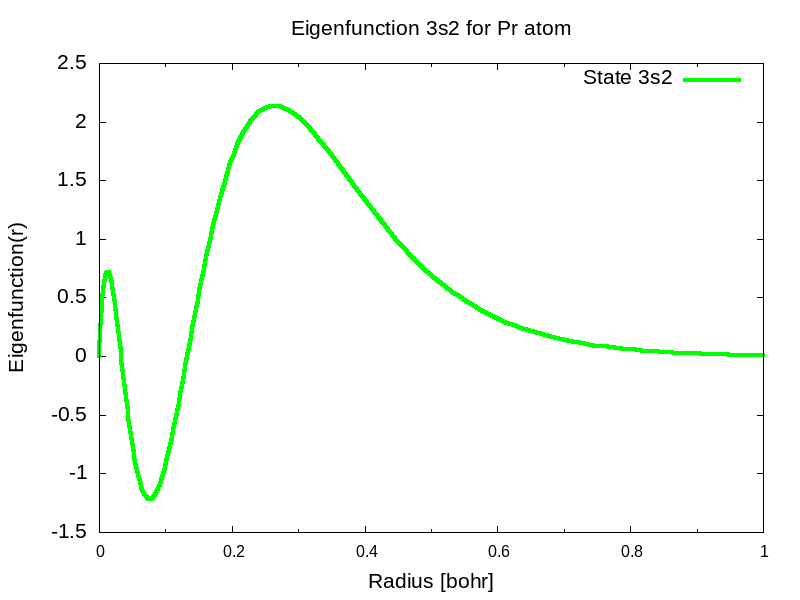 Eigenfunction 3s2 for Pr atom
State 3s2
Eigenfunction(r)
2.5
2
1.5
1
0.5
0
-0.5
-1
-1.5
0 0.2 0.4 0.6 0.8 1
Radius [bohr]